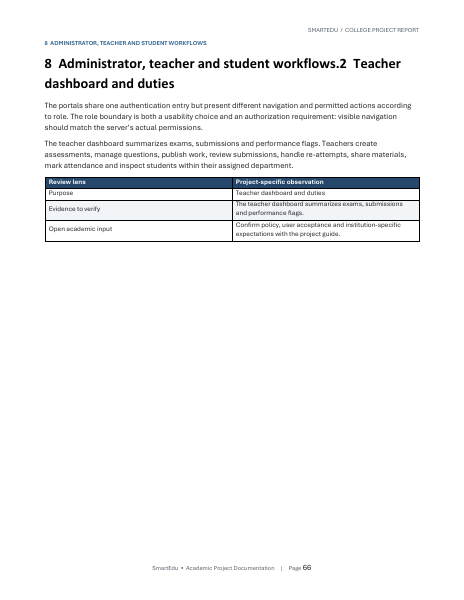 SMARTEDU / COLLEGE PROJECT REPORT
8 ADMINISTRATOR, TEACHER AND STUDENT WORKFLOWS
8 Administrator, teacher and student workflows.2 Teacher
dashboard and duties
The portals share one authentication entry but present different navigation and permitted actions according
to role. The role boundary is both a usability choice and an authorization requirement: visible navigation
should match the server's actual permissions.
The teacher dashboard summarizes exams, submissions and performance flags. Teachers create
assessments, manage questions, publish work, review submissions, handle re-attempts, share materials,
mark attendance and inspect students within their assigned department.
Review lens Project-specific observation
Purpose Teacher dashboard and duties
Evidence to verify The teacher dashboard summarizes exams, submissions
and performance flags.
Open academic input Confirm policy, user acceptance and institution-specific
expectations with the project guide.
SmartEdu • Academic Project Documentation | Page 66